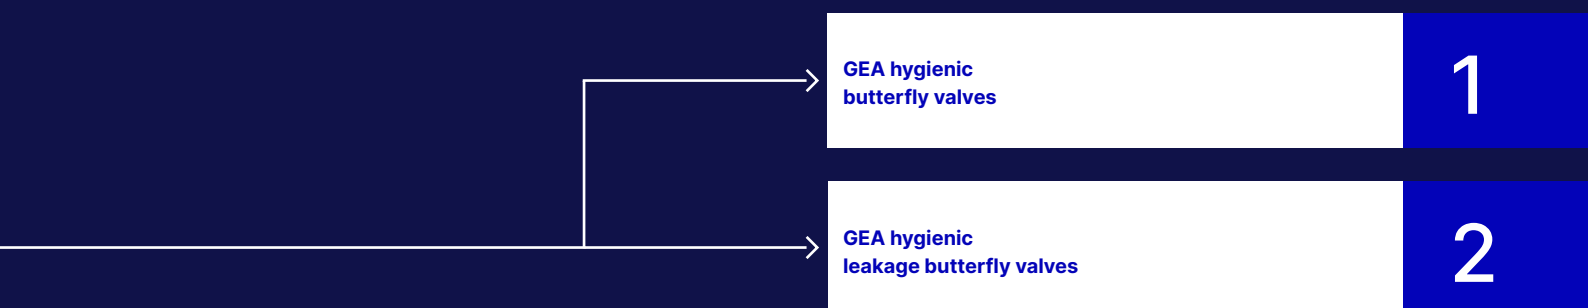 GEA hygienic
butterfly valves
1
GEA hygienic
leakage butterfly valves
2